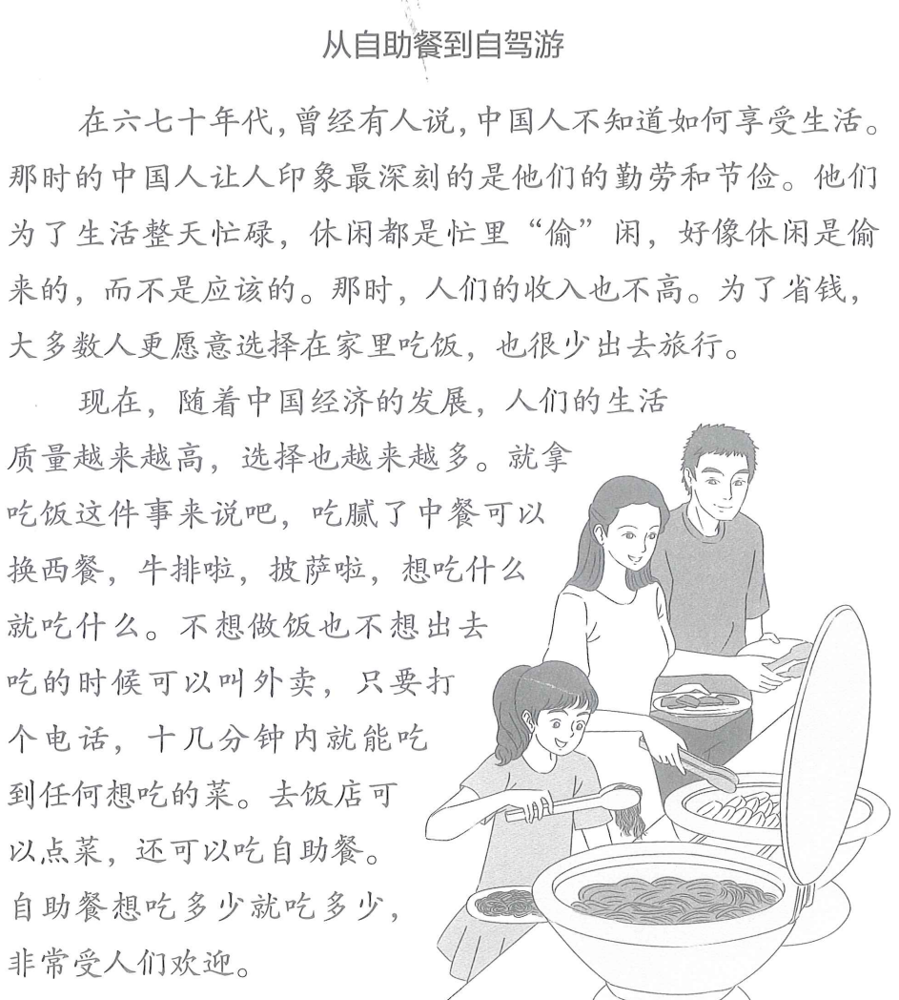 从自助餐到自驾游
在六七十年代，曾经有人说，中国人不知道如何享受生活。
那时的中国人让人印象最深刻的是他们的勤劳和节俭。他们
为了生活整天忙碌，休闲都是忙里“偷”闲，好像休闲是偷
来的，而不是应该的。那时，人们的收入也不高。为了省钱，
大多数人更愿意选择在家里吃饭，也很少出去旅行。
现在，随着中国经济的发展，人们的生活
质量越来越高，选择也越来越多。就拿
吃饭这件事来说吧，吃腻了中餐可以
换西餐，牛排啦，披萨啦，想吃什么
就吃什么。不想做饭也不想出去
吃的时候可以叫外卖，只要打
个电话，十几分钟内就能吃
到任何想吃的菜。去饭店可
以点菜，还可以吃自助餐。
自助餐想吃多少就吃多少，
非常受人们欢迎。